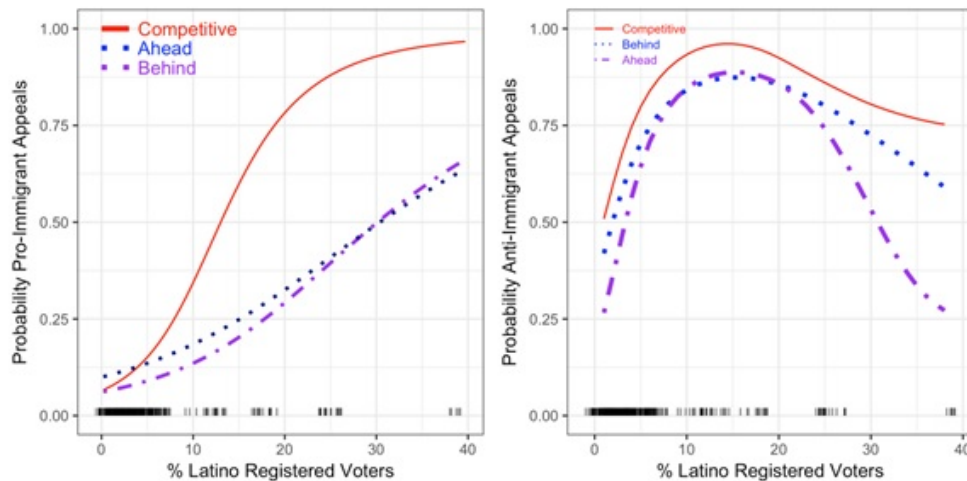 Probability Pro-Immigrant Appeals
1.00
0.75
0.50
0.25
0.00
Competitive
Ahead
Behind
0
10
20
30
40
% Latino Registered Voters
Probability Anti-Immigrant Appeals
1.00
0.75
0.50
0.25
0.00
Competitive
Behind
Ahead
0
10
20
30
40
% Latino Registered Voters